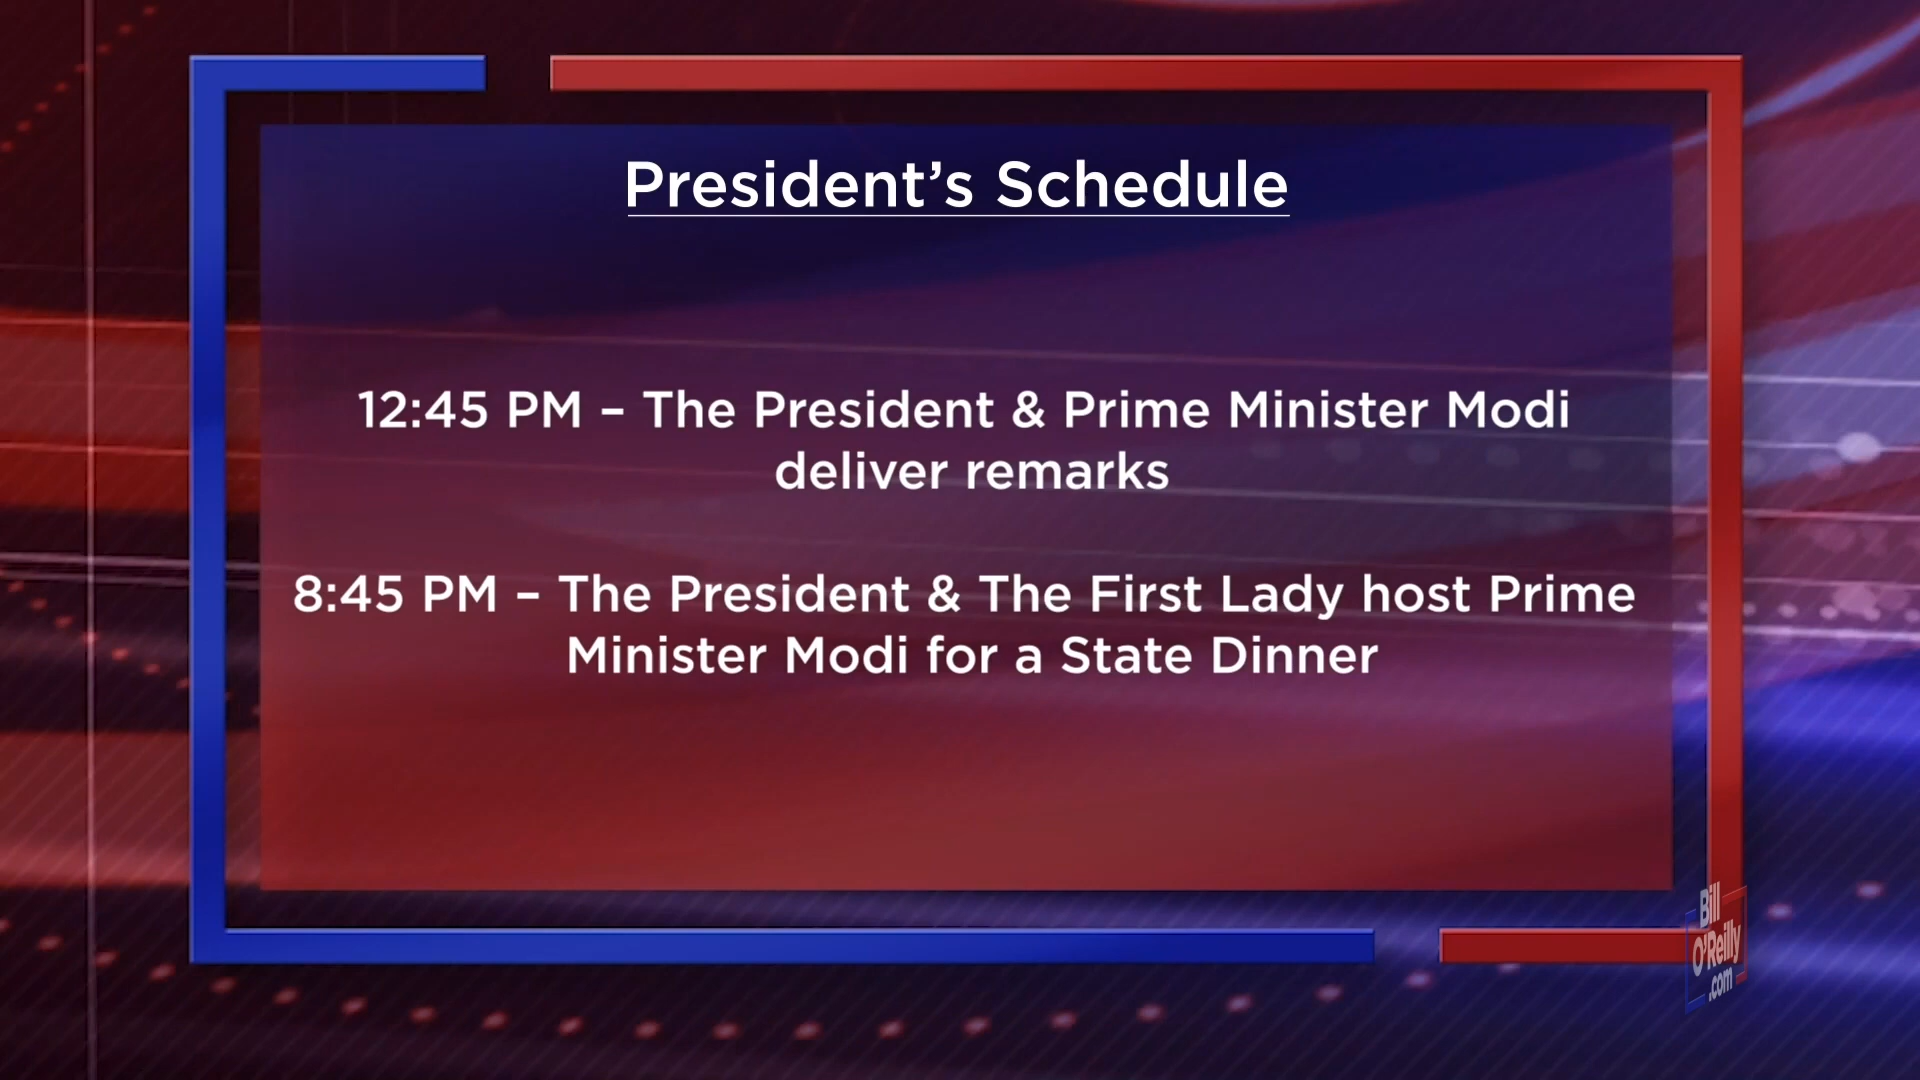 President’s Schedule
12:45 PM – The President & Prime Minister Modi
deliver remarks
8:45 PM – The President & The First Lady host Prime
Minister Modi for a State Dinner
Bill
O'Reilly
.com